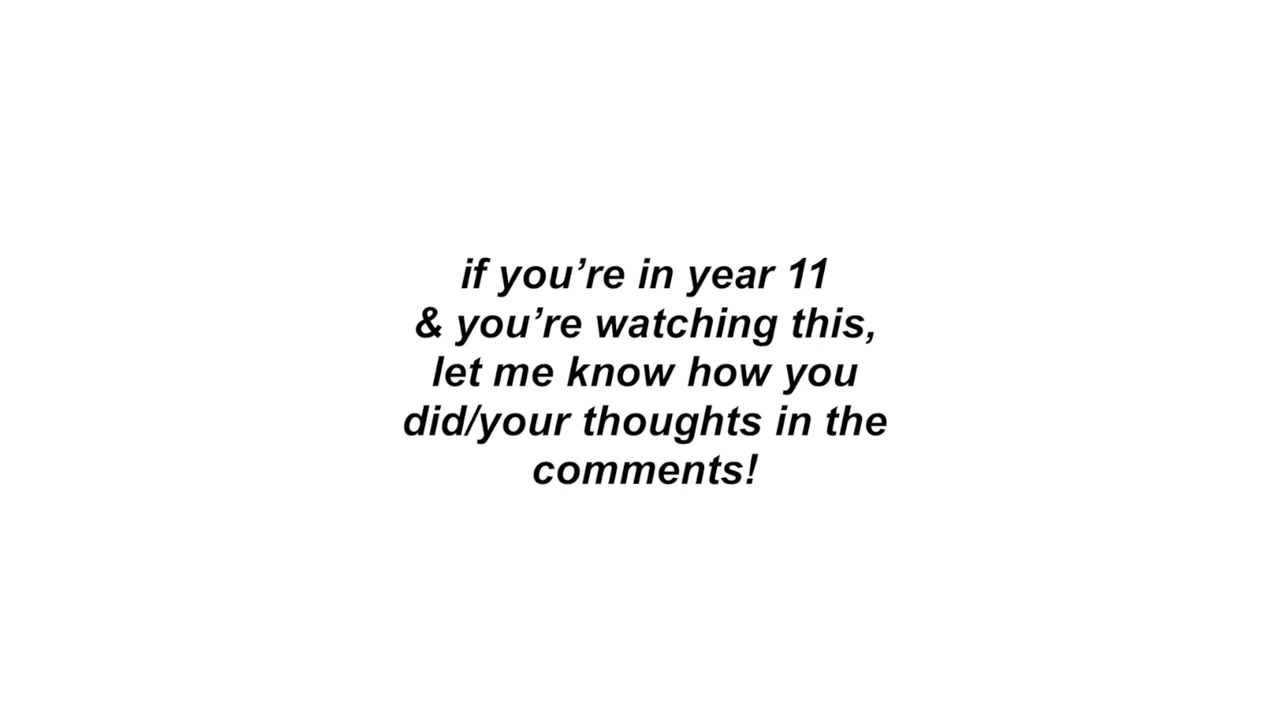 if you’re in year 11
& you’re watching this,
let me know how you
did/your thoughts in the
comments!